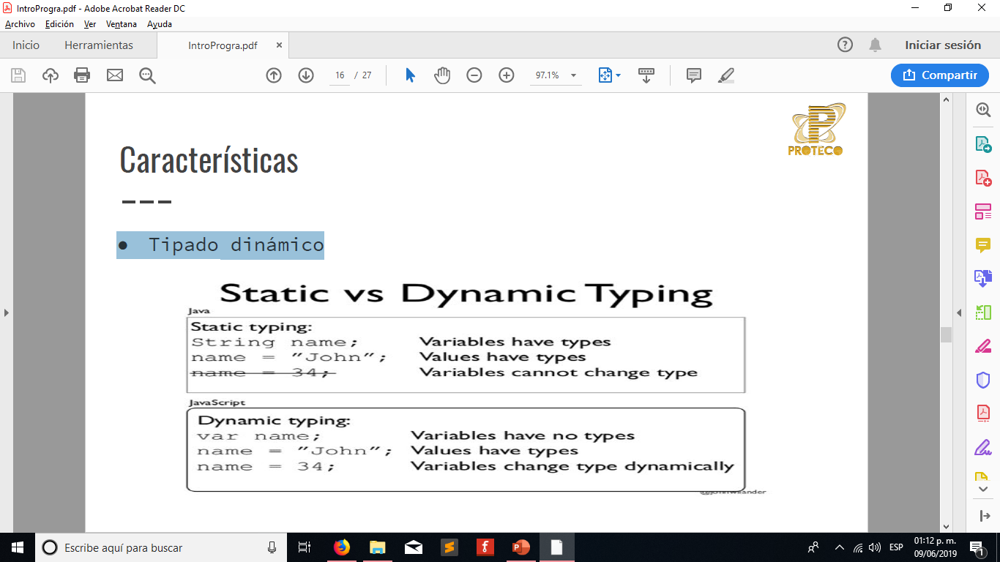 IntroProgra.pdf - Adobe Acrobat Reader DC
Archivo Edición Ver Ventana Ayuda
Inicio Herramientas IntroProgra.pdf × Iniciar sesión
16 / 27 97.1% Compartir
PROTECO
Características
● Tipado dinámico
Static vs Dynamic Typing
Java
Static typing:
String name; Variables have types
name = "John"; Values have types
name = 34; Variables cannot change type
JavaScript
Dynamic typing:
var name; Variables have no types
name = "John"; Values have types
name = 34; Variables change type dynamically
Escribe aquí para buscar
ESP
01:12 p. m.
09/06/2019
1